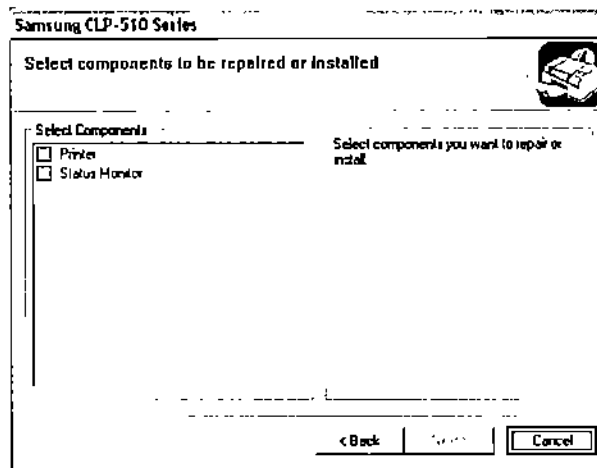 Samsung CLP-510 Series
Select components to be repaired or installed
Select Components
Printer
Status Monitor
Select components you want to repair or
install.
< Back
Cancel